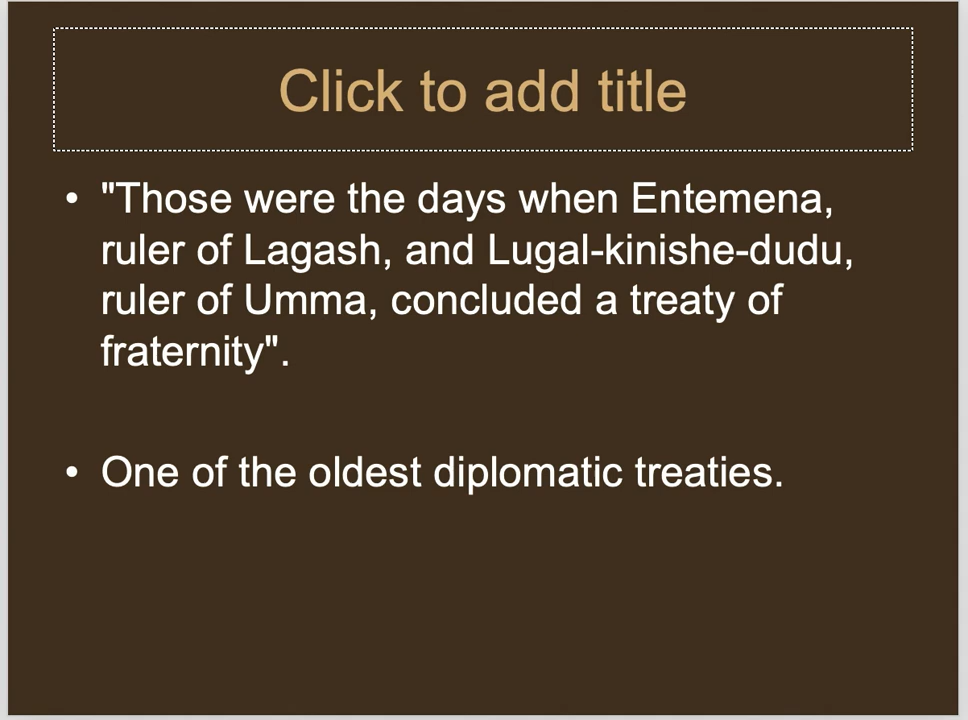 Click to add title
• "Those were the days when Entemena,
ruler of Lagash, and Lugal-kinishe-dudu,
ruler of Umma, concluded a treaty of
fraternity".
• One of the oldest diplomatic treaties.